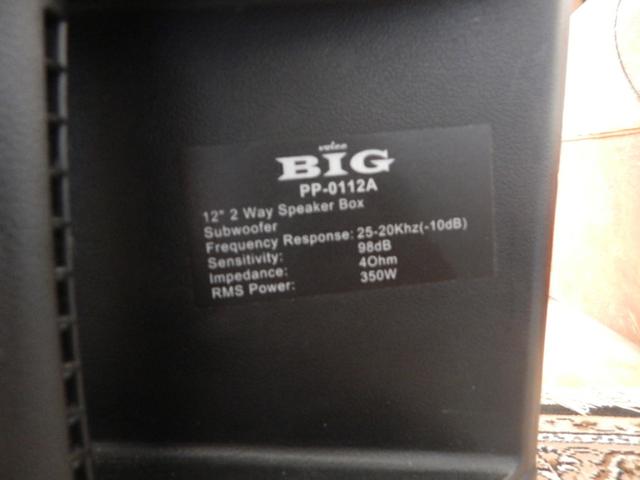 voice
BIG
PP-0112A
12" 2 Way Speaker Box
Subwoofer
Frequency Response: 25-20Khz(-10dB)
Sensitivity: 98dB
Impedance: 4Ohm
RMS Power: 350W